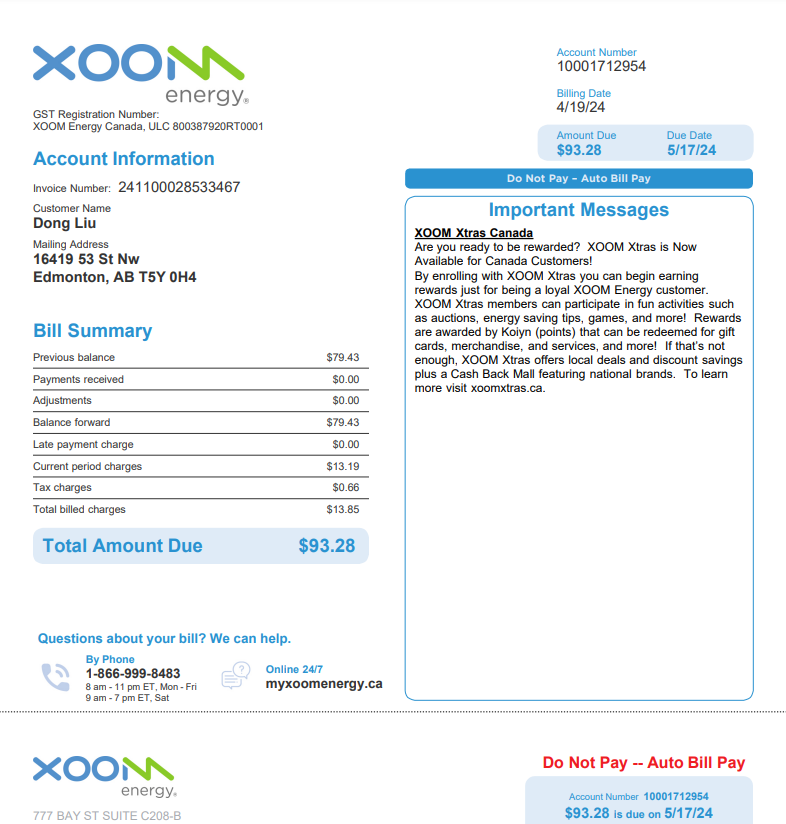 XOOM
energy®
GST Registration Number:
XOOM Energy Canada, ULC 800387920RT0001
Account Number
10001712954
Billing Date
4/19/24
Amount Due Due Date
$93.28 5/17/24
Do Not Pay – Auto Bill Pay
Account Information
Invoice Number: 241100028533467
Customer Name
Dong Liu
Mailing Address
16419 53 St Nw
Edmonton, AB T5Y 0H4
Bill Summary
Previous balance $79.43
Payments received $0.00
Adjustments $0.00
Balance forward $79.43
Late payment charge $0.00
Current period charges $13.19
Tax charges $0.66
Total billed charges $13.85
Total Amount Due $93.28
Important Messages
XOOM Xtras Canada
Are you ready to be rewarded? XOOM Xtras is Now
Available for Canada Customers!
By enrolling with XOOM Xtras you can begin earning
rewards just for being a loyal XOOM Energy customer.
XOOM Xtras members can participate in fun activities such
as auctions, energy saving tips, games, and more! Rewards
are awarded by Koiyn (points) that can be redeemed for gift
cards, merchandise, and services, and more! If that's not
enough, XOOM Xtras offers local deals and discount savings
plus a Cash Back Mall featuring national brands. To learn
more visit xoomxtras.ca.
Questions about your bill? We can help.
By Phone
1-866-999-8483
8 am - 11 pm ET, Mon - Fri
9 am - 7 pm ET, Sat
Online 24/7
myxoomenergy.ca
XOOM
energy®
777 BAY ST SUITE C208-B
Do Not Pay -- Auto Bill Pay
Account Number 10001712954
$93.28 is due on 5/17/24